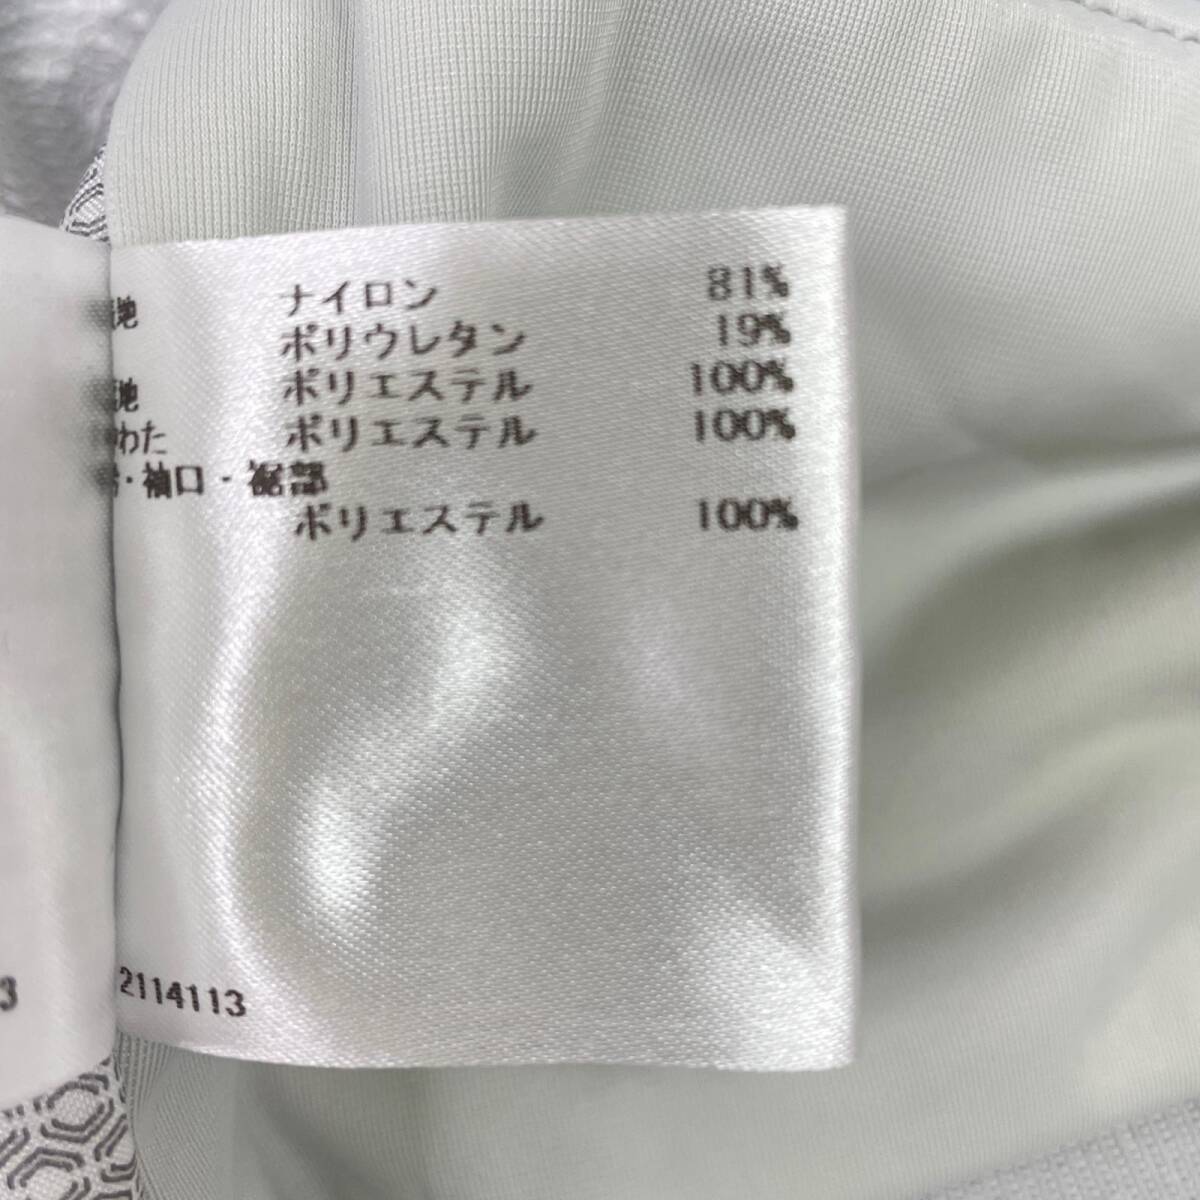 地 ナイロン 81%
ポリウレタン 19%
地 ポリエステル 100%
わた ポリエステル 100%
・袖口・裾部
ポリエステル 100%
2114113
3